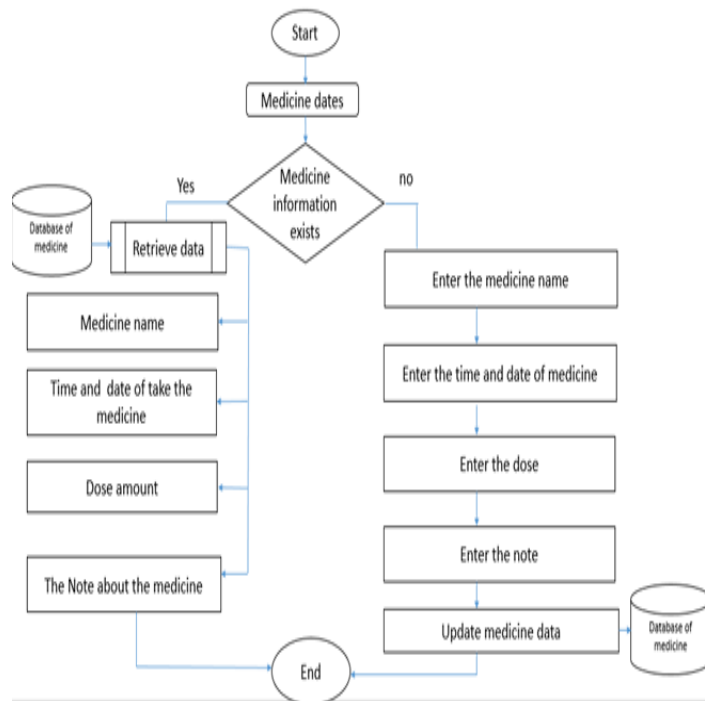 Start
Medicine dates
Medicine
information
exists
Yes
no
Database of
medicine
Retrieve data
Medicine name
Time and date of take the
medicine
Dose amount
The Note about the medicine
Enter the medicine name
Enter the time and date of medicine
Enter the dose
Enter the note
Update medicine data
Database of
medicine
End